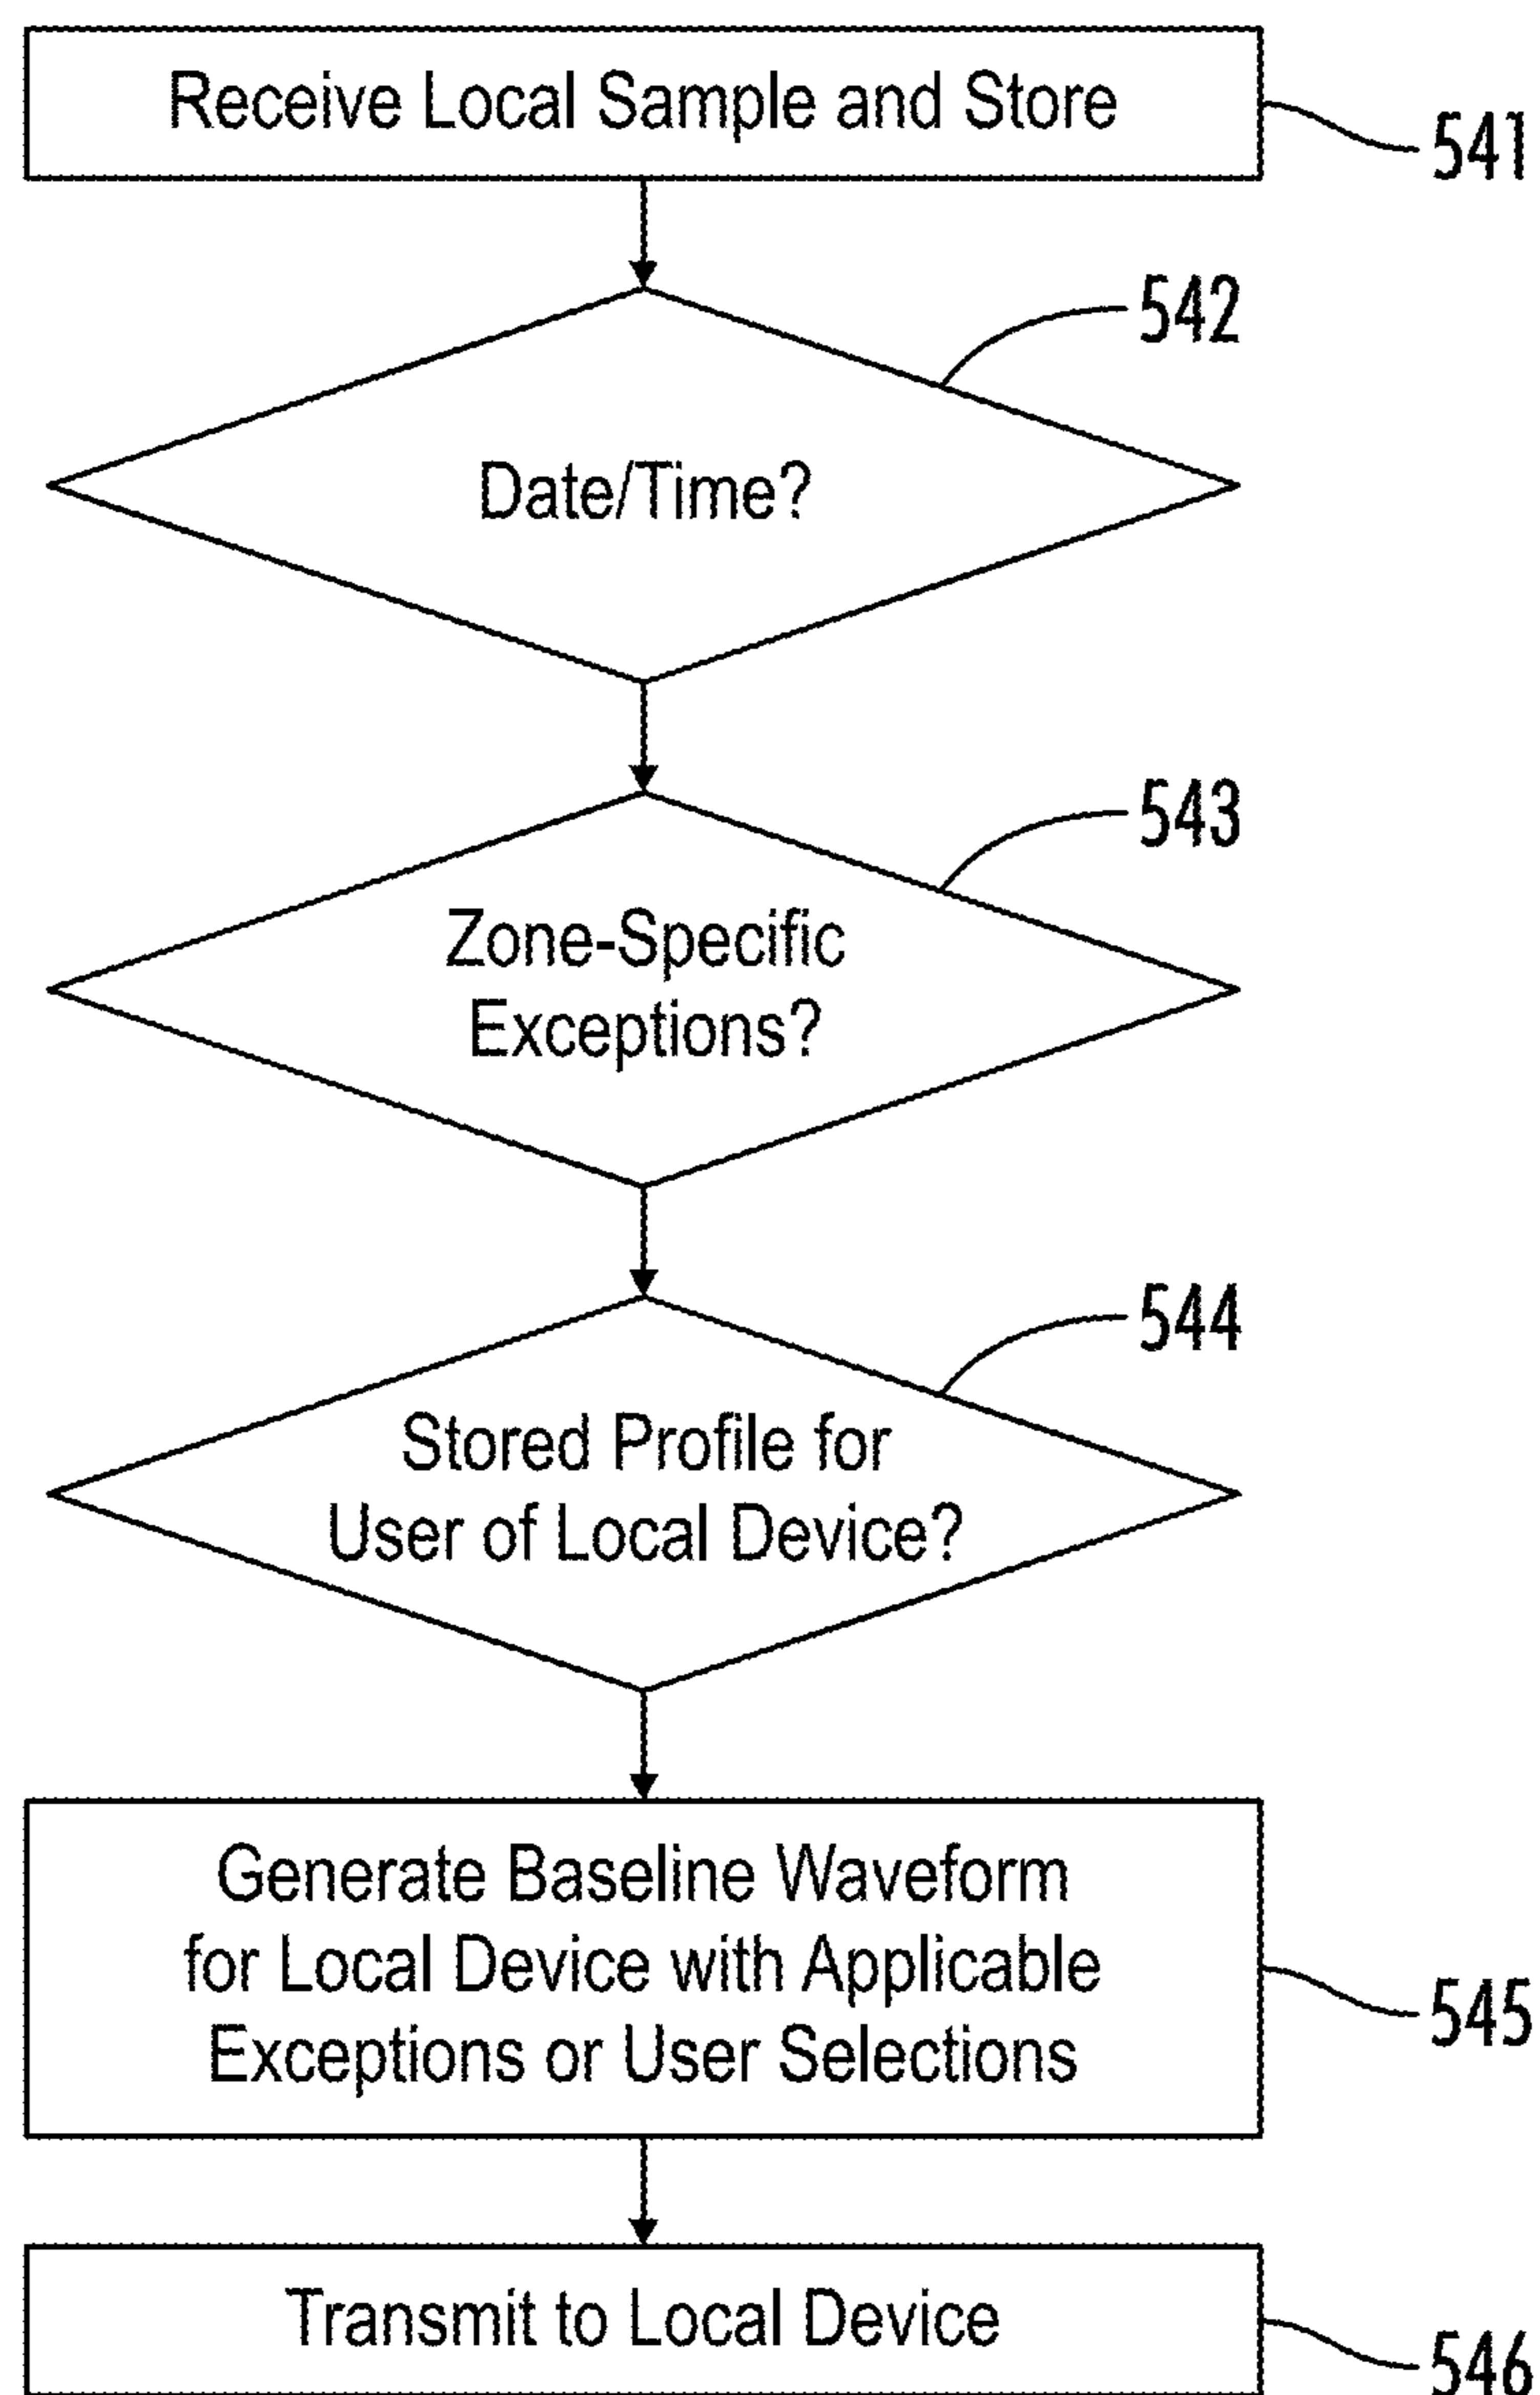 Receive Local Sample and Store
541
542
Date/Time?
543
Zone-Specific
Exceptions?
544
Stored Profile for
User of Local Device?
Generate Baseline Waveform
for Local Device with Applicable
Exceptions or User Selections
545
Transmit to Local Device
546